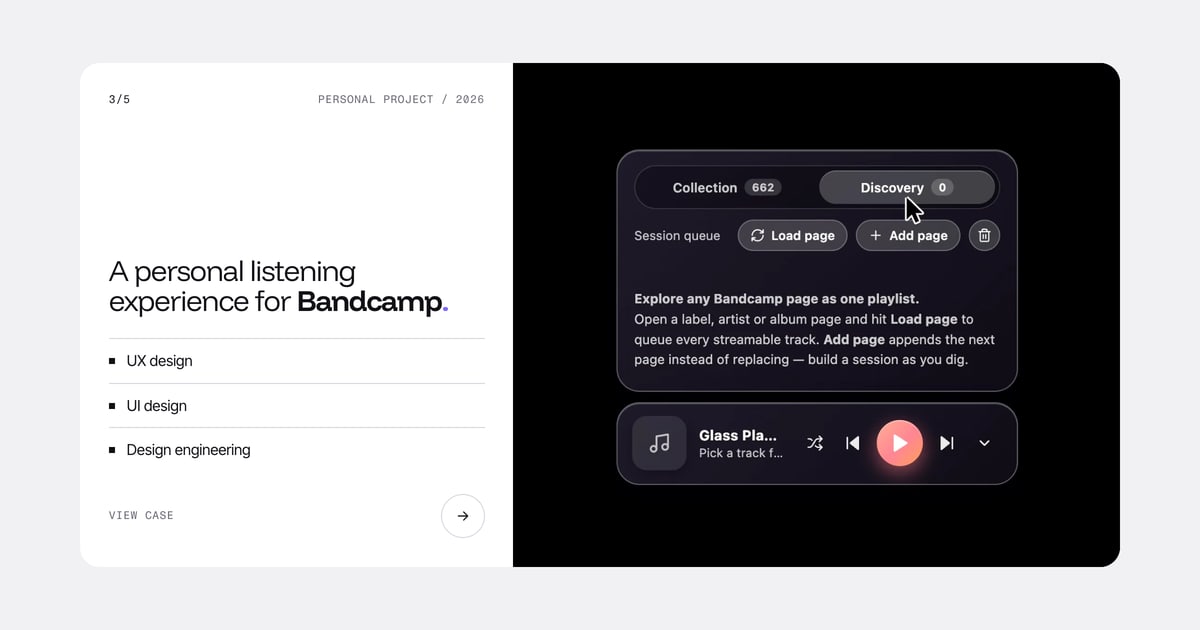 3/5
PERSONAL PROJECT / 2026
A personal listening
experience for Bandcamp.
UX design
UI design
Design engineering
VIEW CASE
Collection 662
Discovery 0
Session queue
Load page
Add page
Explore any Bandcamp page as one playlist.
Open a label, artist or album page and hit Load page to
queue every streamable track. Add page appends the next
page instead of replacing — build a session as you dig.
Glass Pla...
Pick a track f...